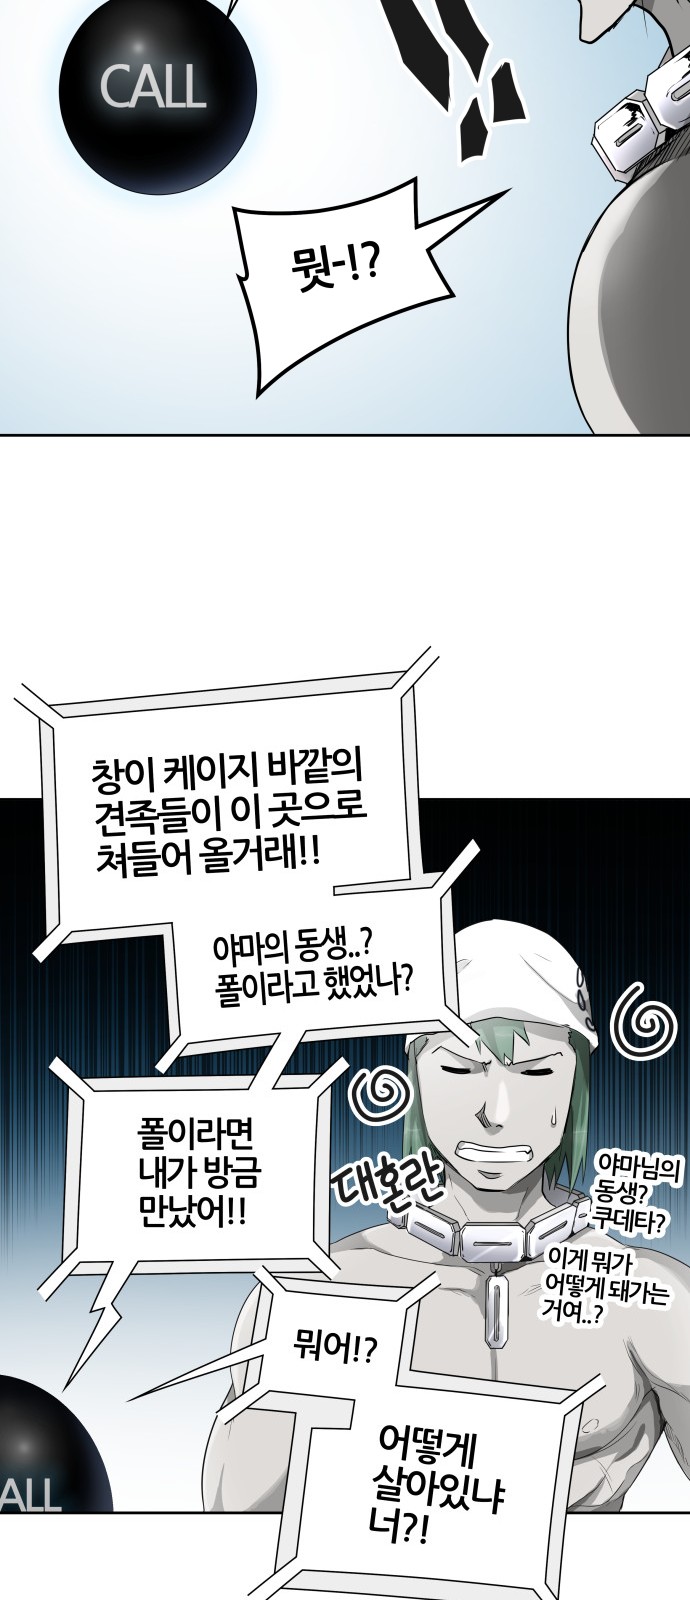 CALL
뭣-!?
창이 케이지 바깥의
견족들이 이 곳으로
쳐들어 올거래!!
야마의 동생..?
폴이라고 했었나?
폴이라면
내가 방금
만났어!!
대혼란
야마님의
동생?
쿠데타?
이게 뭐가
어떻게 돼가는
거여..?
뭐어!?
어떻게
살아있냐
너?!
ALL